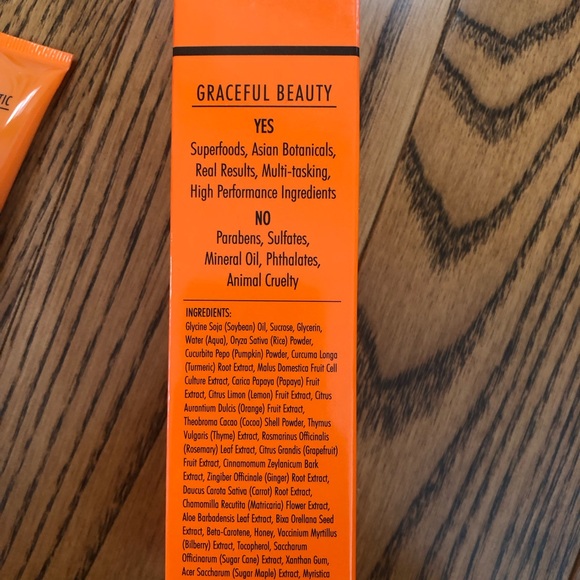 TIC
GRACEFUL BEAUTY
YES
Superfoods, Asian Botanicals,
Real Results, Multi-tasking,
High Performance Ingredients
NO
Parabens, Sulfates,
Mineral Oil, Phthalates,
Animal Cruelty
INGREDIENTS:
Glycine Soja (Soybean) Oil, Sucrose, Glycerin,
Water (Aqua), Oryza Sativa (Rice) Powder,
Cucurbita Pepo (Pumpkin) Powder, Curcuma Longa
(Turmeric) Root Extract, Malus Domestica Fruit Cell
Culture Extract, Carica Papaya (Papaya) Fruit
Extract, Citrus Limon (Lemon) Fruit Extract, Citrus
Aurantium Dulcis (Orange) Fruit Extract,
Theobroma Cacao (Cocoa) Shell Powder, Thymus
Vulgaris (Thyme) Extract, Rosmarinus Officinalis
(Rosemary) Leaf Extract, Citrus Grandis (Grapefruit)
Fruit Extract, Cinnamomum Zeylanicum Bark
Extract, Zingiber Officinale (Ginger) Root Extract,
Daucus Carota Sativa (Carrot) Root Extract,
Chamomilla Recutita (Matricaria) Flower Extract,
Aloe Barbadensis Leaf Extract, Bixa Orellana Seed
Extract, Beta-Carotene, Honey, Vaccinium Myrtillus
(Bilberry) Extract, Tocopherol, Saccharum
Officinarum (Sugar Cane) Extract, Xanthan Gum,
Acer Saccharum (Sugar Maple) Extract, Myristica